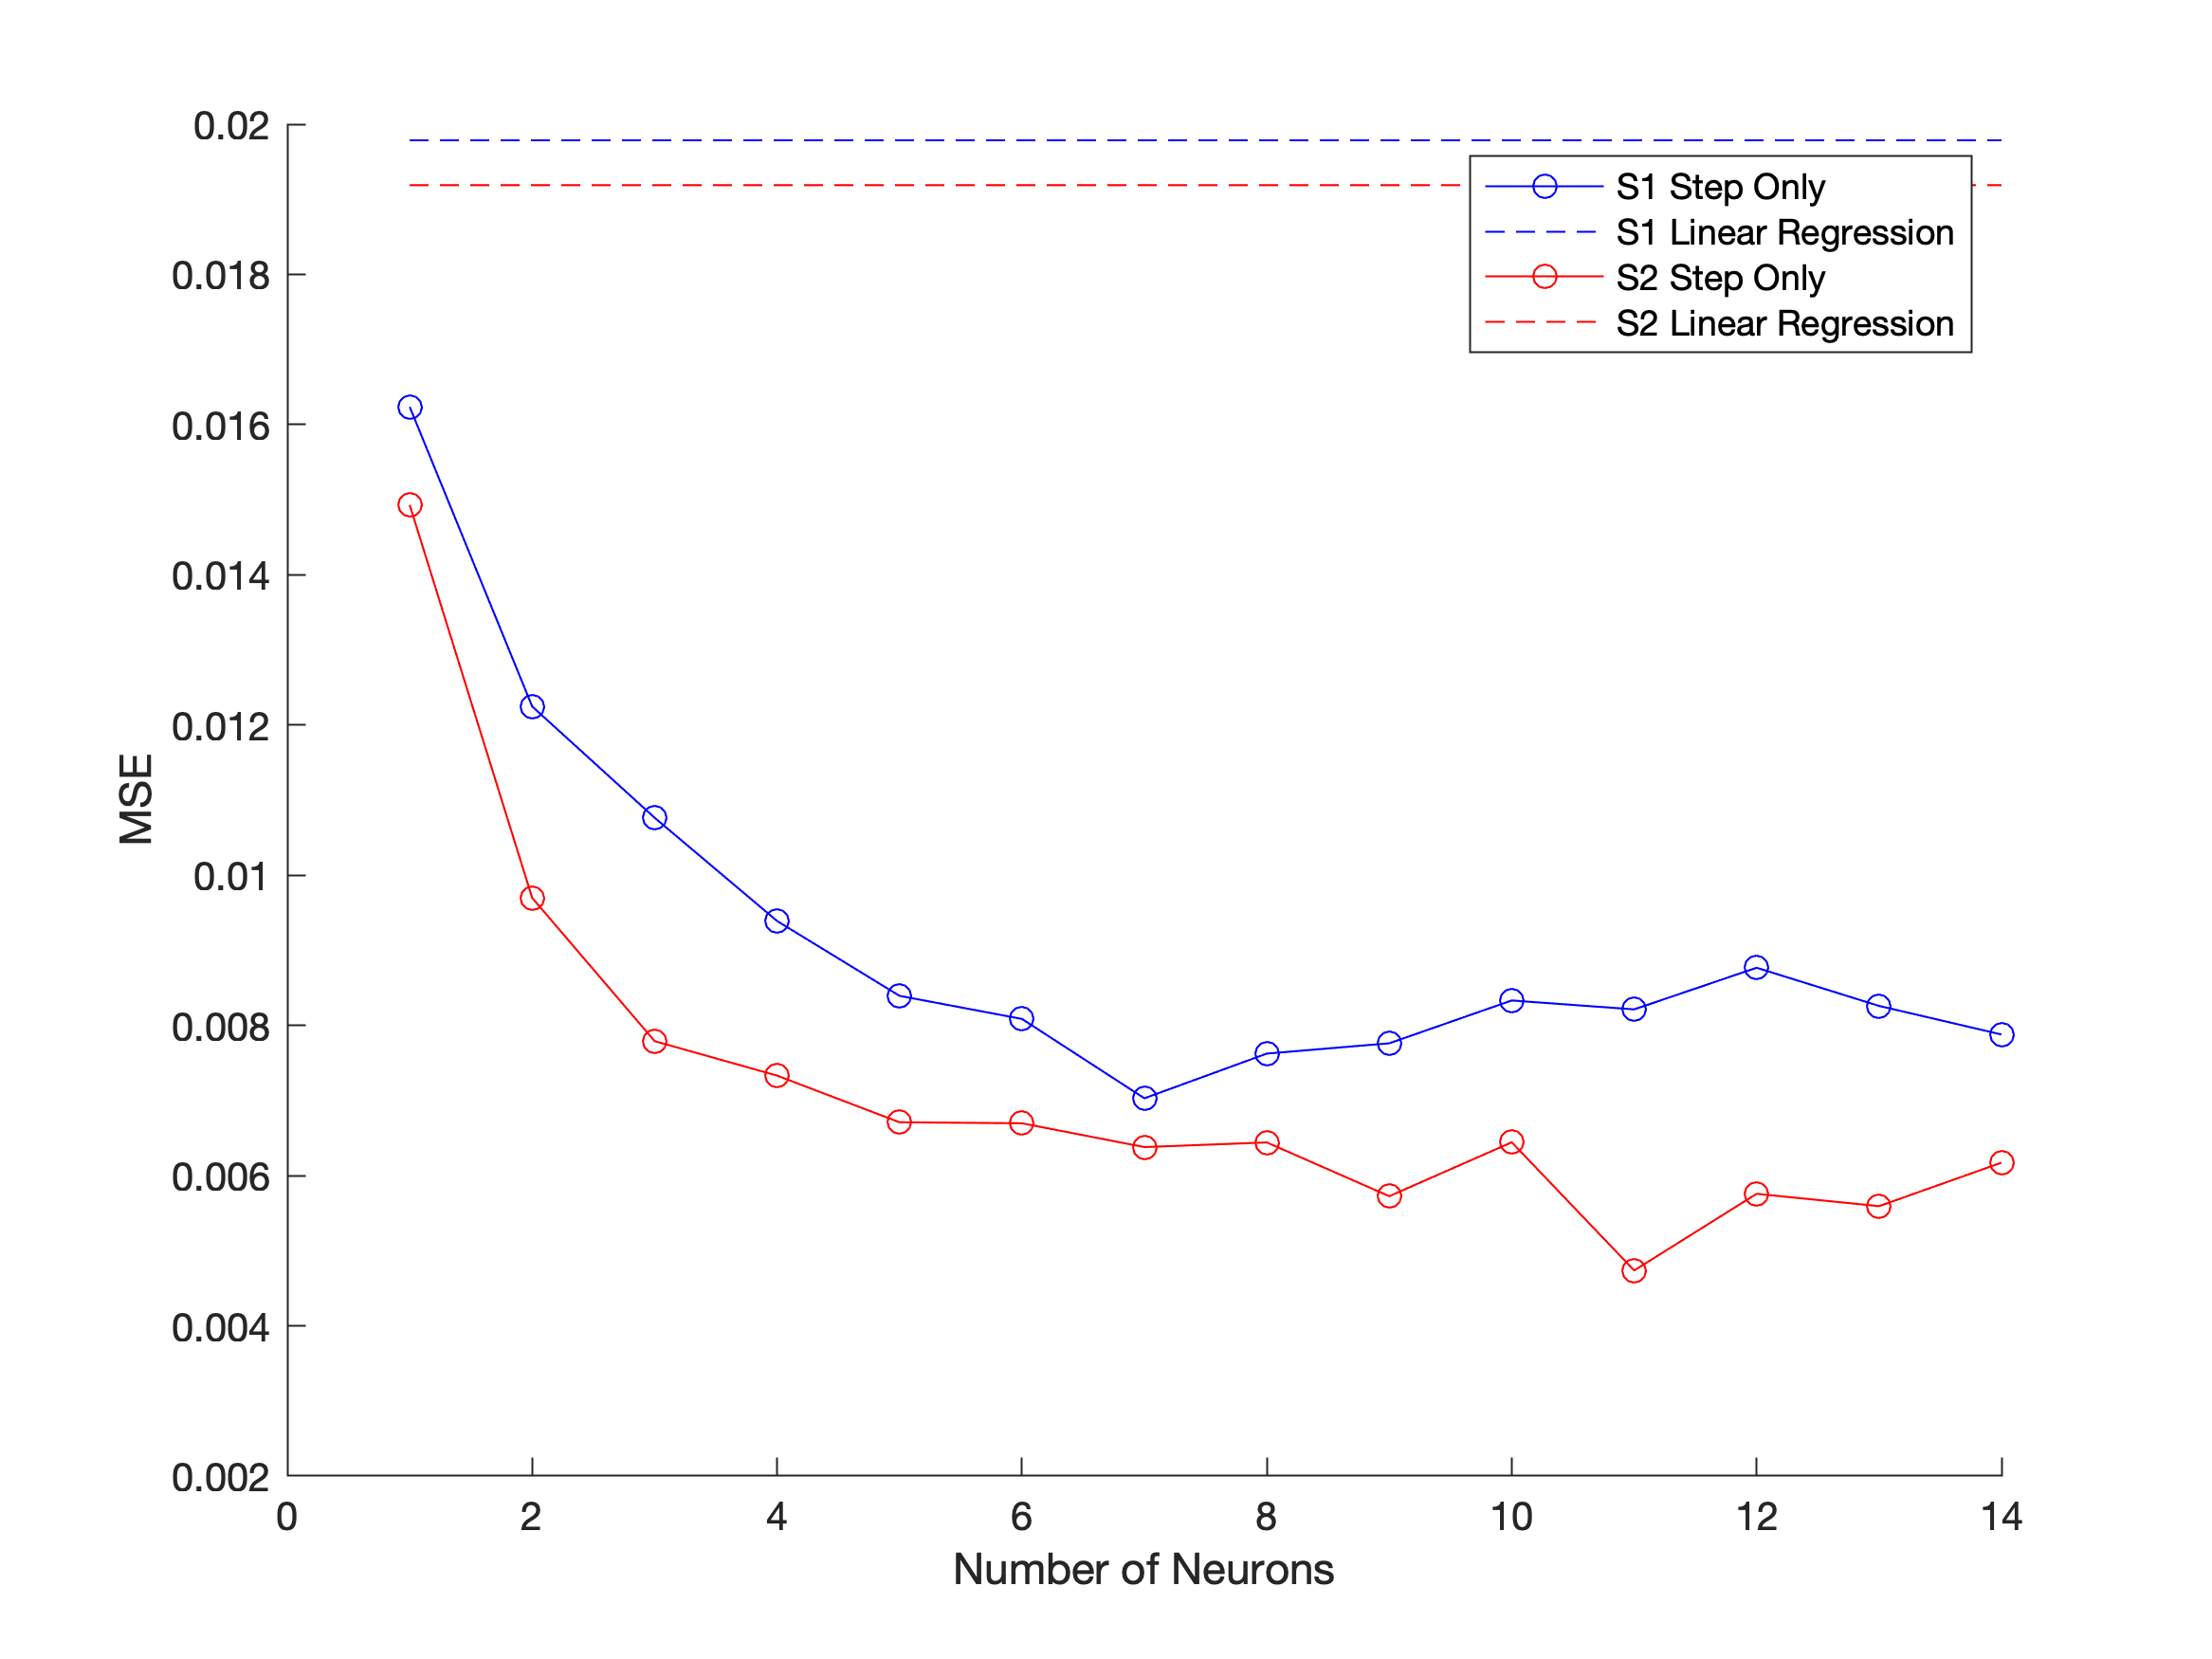 0.02
0.018
0.016
0.014
0.012
0.01
0.008
0.006
0.004
0.002
MSE
S1 Step Only
S1 Linear Regression
S2 Step Only
S2 Linear Regression
0 2 4 6 8 10 12 14
Number of Neurons